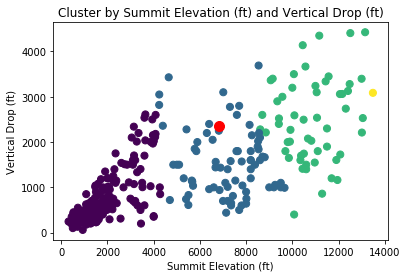 Cluster by Summit Elevation (ft) and Vertical Drop (ft)
4000
3000
2000
1000
0
Vertical Drop (ft)
0 2000 4000 6000 8000 10000 12000 14000
Summit Elevation (ft)